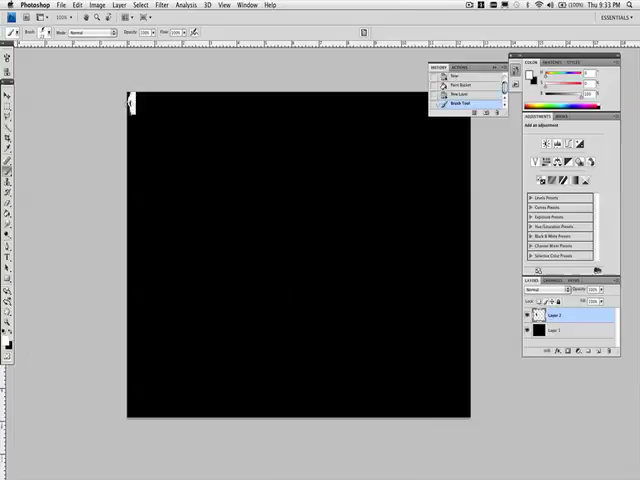 Photoshop File Edit Image Layer Select Filter Analysis 3D View Window Help Thu 9:33 PM
100% ESSENTIALS
Brush: Mode: Normal Opacity: 100% Flow: 100%
HISTORY ACTIONS
New
Paint Bucket
New Layer
Brush Tool
COLOR SWATCHES STYLES
ADJUSTMENTS MASKS
Add an adjustment
Levels Presets
Curves Presets
Exposure Presets
Hue/Saturation Presets
Black & White Presets
Channel Mixer Presets
Selective Color Presets
LAYERS CHANNELS PATHS
Normal Opacity: 100%
Lock: Fill: 100%
Layer 2
Layer 1